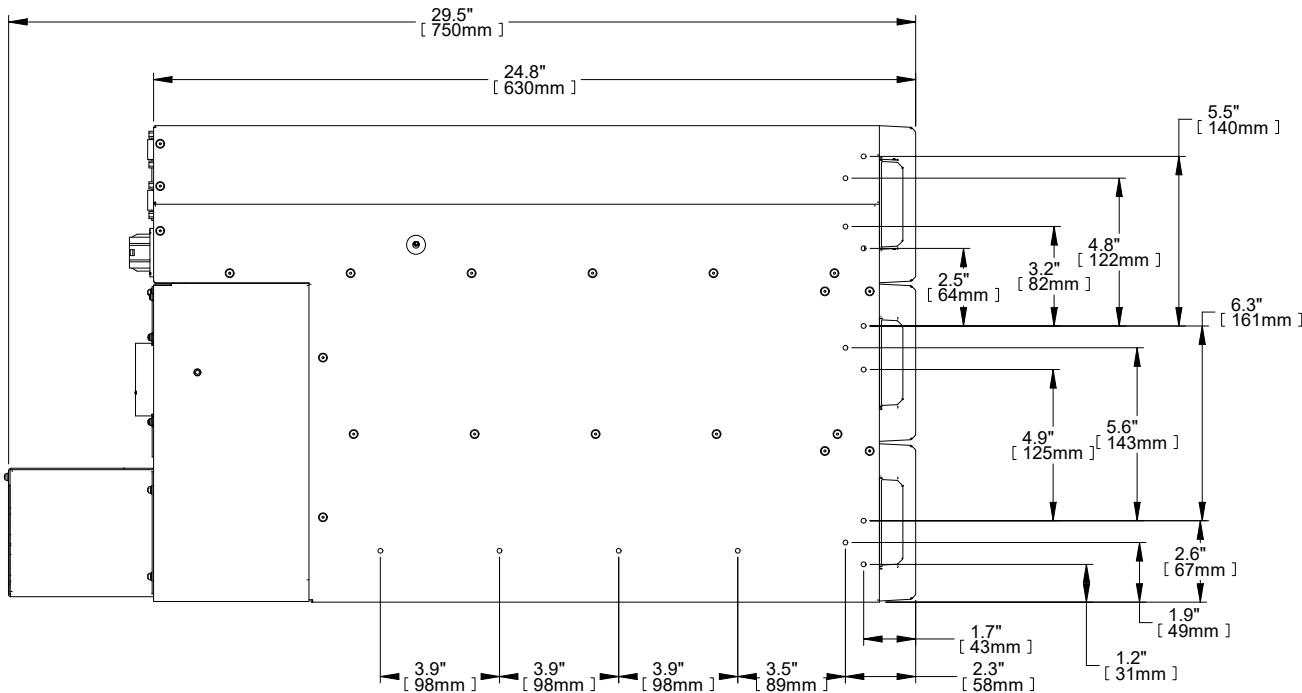 29.5"
[ 750mm ]
24.8"
[ 630mm ]
5.5"
[ 140mm ]
4.8"
[ 122mm ]
3.2"
[ 82mm ]
2.5"
[ 64mm ]
6.3"
[ 161mm ]
5.6"
[ 143mm ]
4.9"
[ 125mm ]
2.6"
[ 67mm ]
1.9"
[ 49mm ]
1.7"
[ 43mm ]
1.2"
[ 31mm ]
3.9"
[ 98mm ]
3.9"
[ 98mm ]
3.9"
[ 98mm ]
3.5"
[ 89mm ]
2.3"
[ 58mm ]